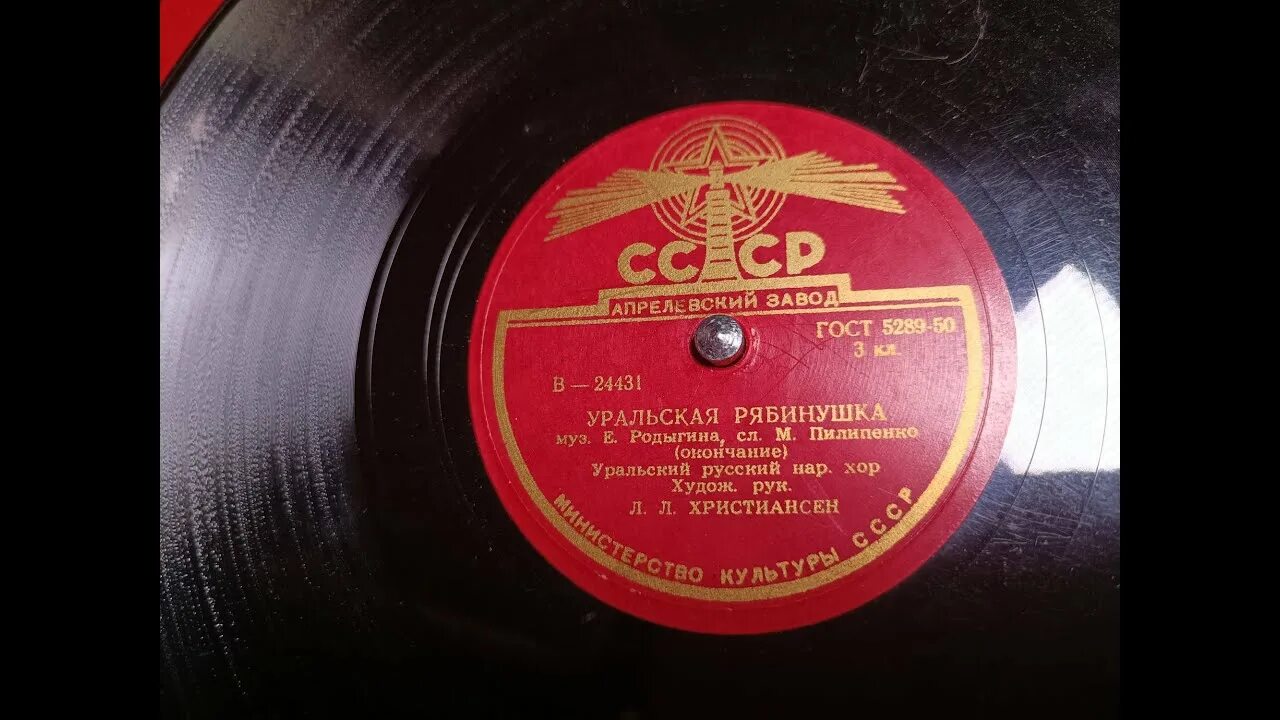 СССР
АПРЕЛЕВСКИЙ ЗАВОД
ГОСТ 5289-50
3 кл.
В — 24431
УРАЛЬСКАЯ РЯБИНУШКА
муз. Е. Родыгина, сл. М. Пилипенко
(окончание)
Уральский русский нар. хор
Худож. рук.
Л. Л. ХРИСТИАНСЕН
МИНИСТЕРСТВО КУЛЬТУРЫ СССР